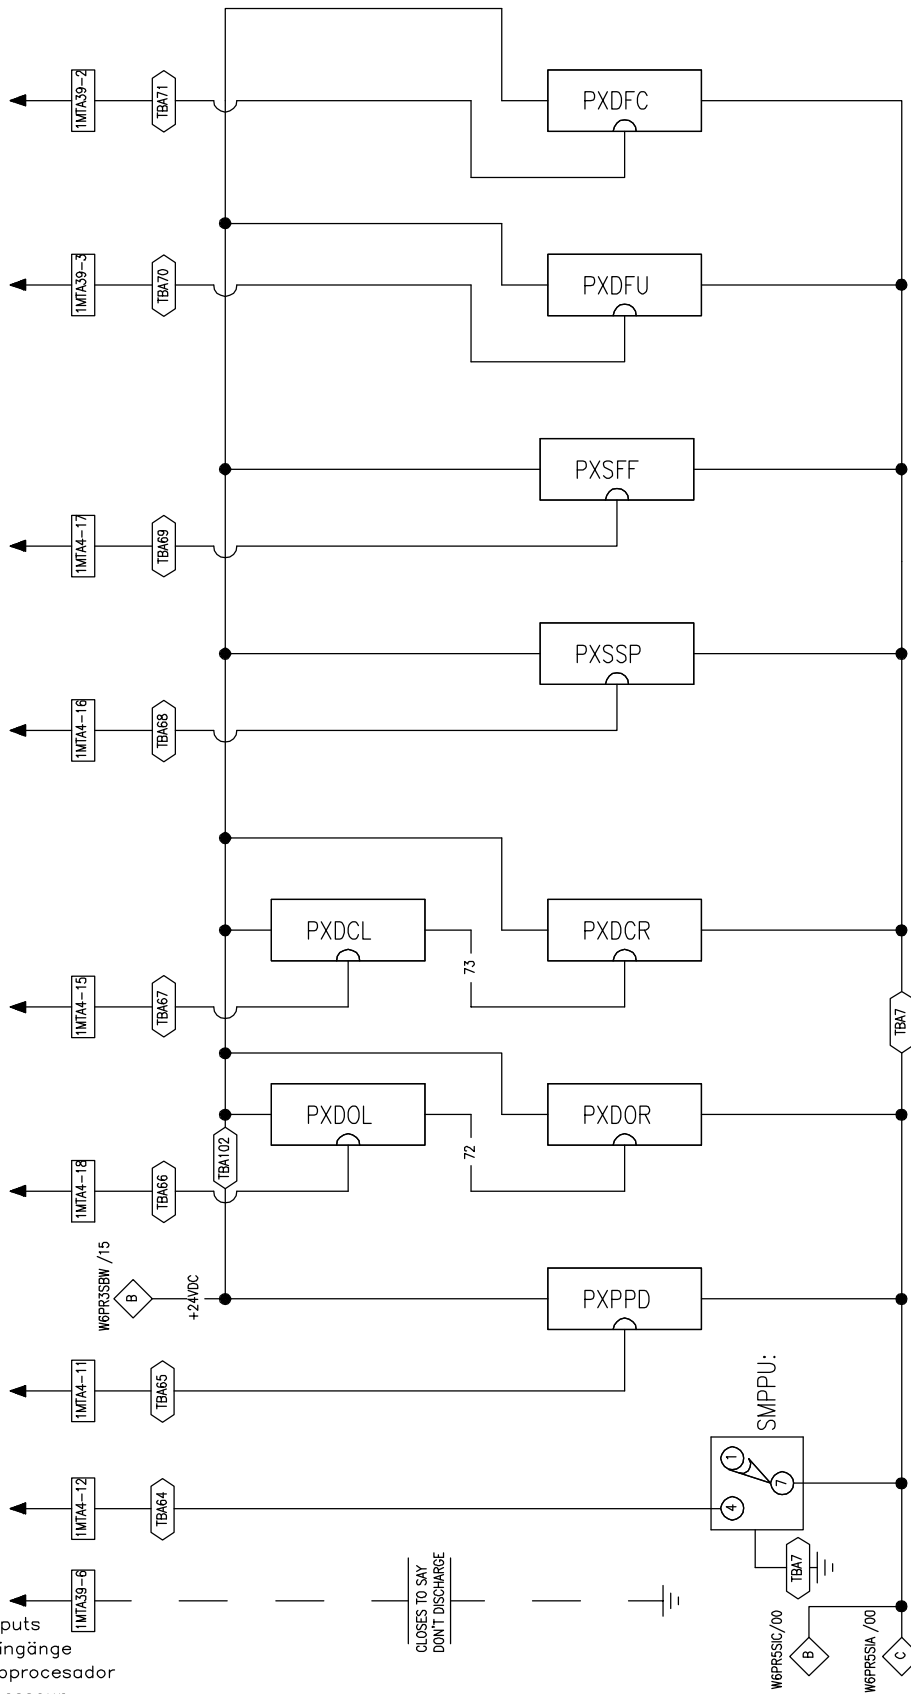 1MTA39-2
TBA71
PXDFC
1MTA39-3
TBA70
PXDFU
PXSFF
1MTA4-17
TBA69
PXSSP
1MTA4-16
TBA68
PXDCL
PXDCR
73
1MTA4-15
TBA67
TBA7
PXDOL
PXDOR
72
TBA102
1MTA4-18
TBA66
W6PR3SBW /15
B
+24VDC
PXPPD
1MTA4-11
TBA65
SMPPU:
1
4
7
1MTA4-12
TBA64
TBA7
1MTA39-6
CLOSES TO SAY
DON'T DISCHARGE
puts
ingänge
oprocesador
W6PR5SIC/00
B
W6PR5SIA /00
C